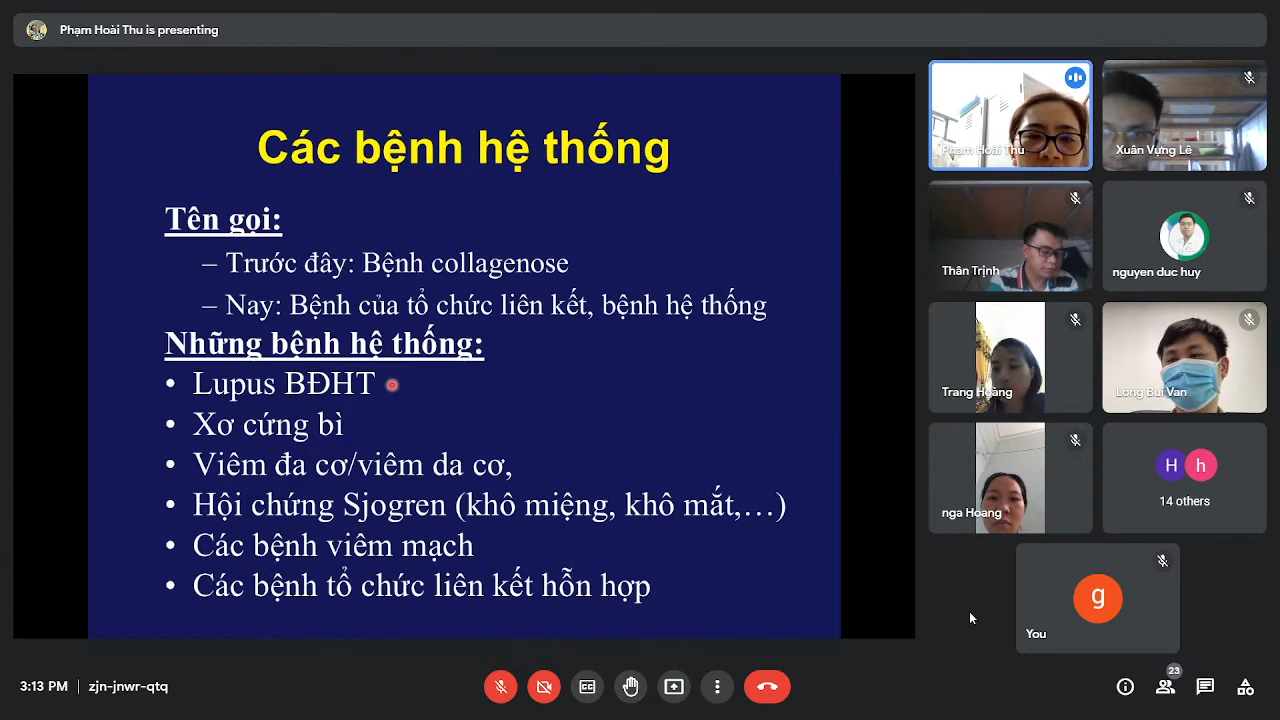 Phạm Hoài Thu is presenting
Các bệnh hệ thống
Tên gọi:
– Trước đây: Bệnh collagenose
– Nay: Bệnh của tổ chức liên kết, bệnh hệ thống
Những bệnh hệ thống:
• Lupus BĐHT
• Xơ cứng bì
• Viêm đa cơ/viêm da cơ,
• Hội chứng Sjogren (khô miệng, khô mắt,…)
• Các bệnh viêm mạch
• Các bệnh tổ chức liên kết hỗn hợp
Phạm Hoài Thu
Xuân Vựng Lê
Thân Trịnh
nguyen duc huy
Trang Hoàng
Long Bui Van
nga Hoang
H h
14 others
g
You
3:13 PM | zjn-jnwr-qtq
23